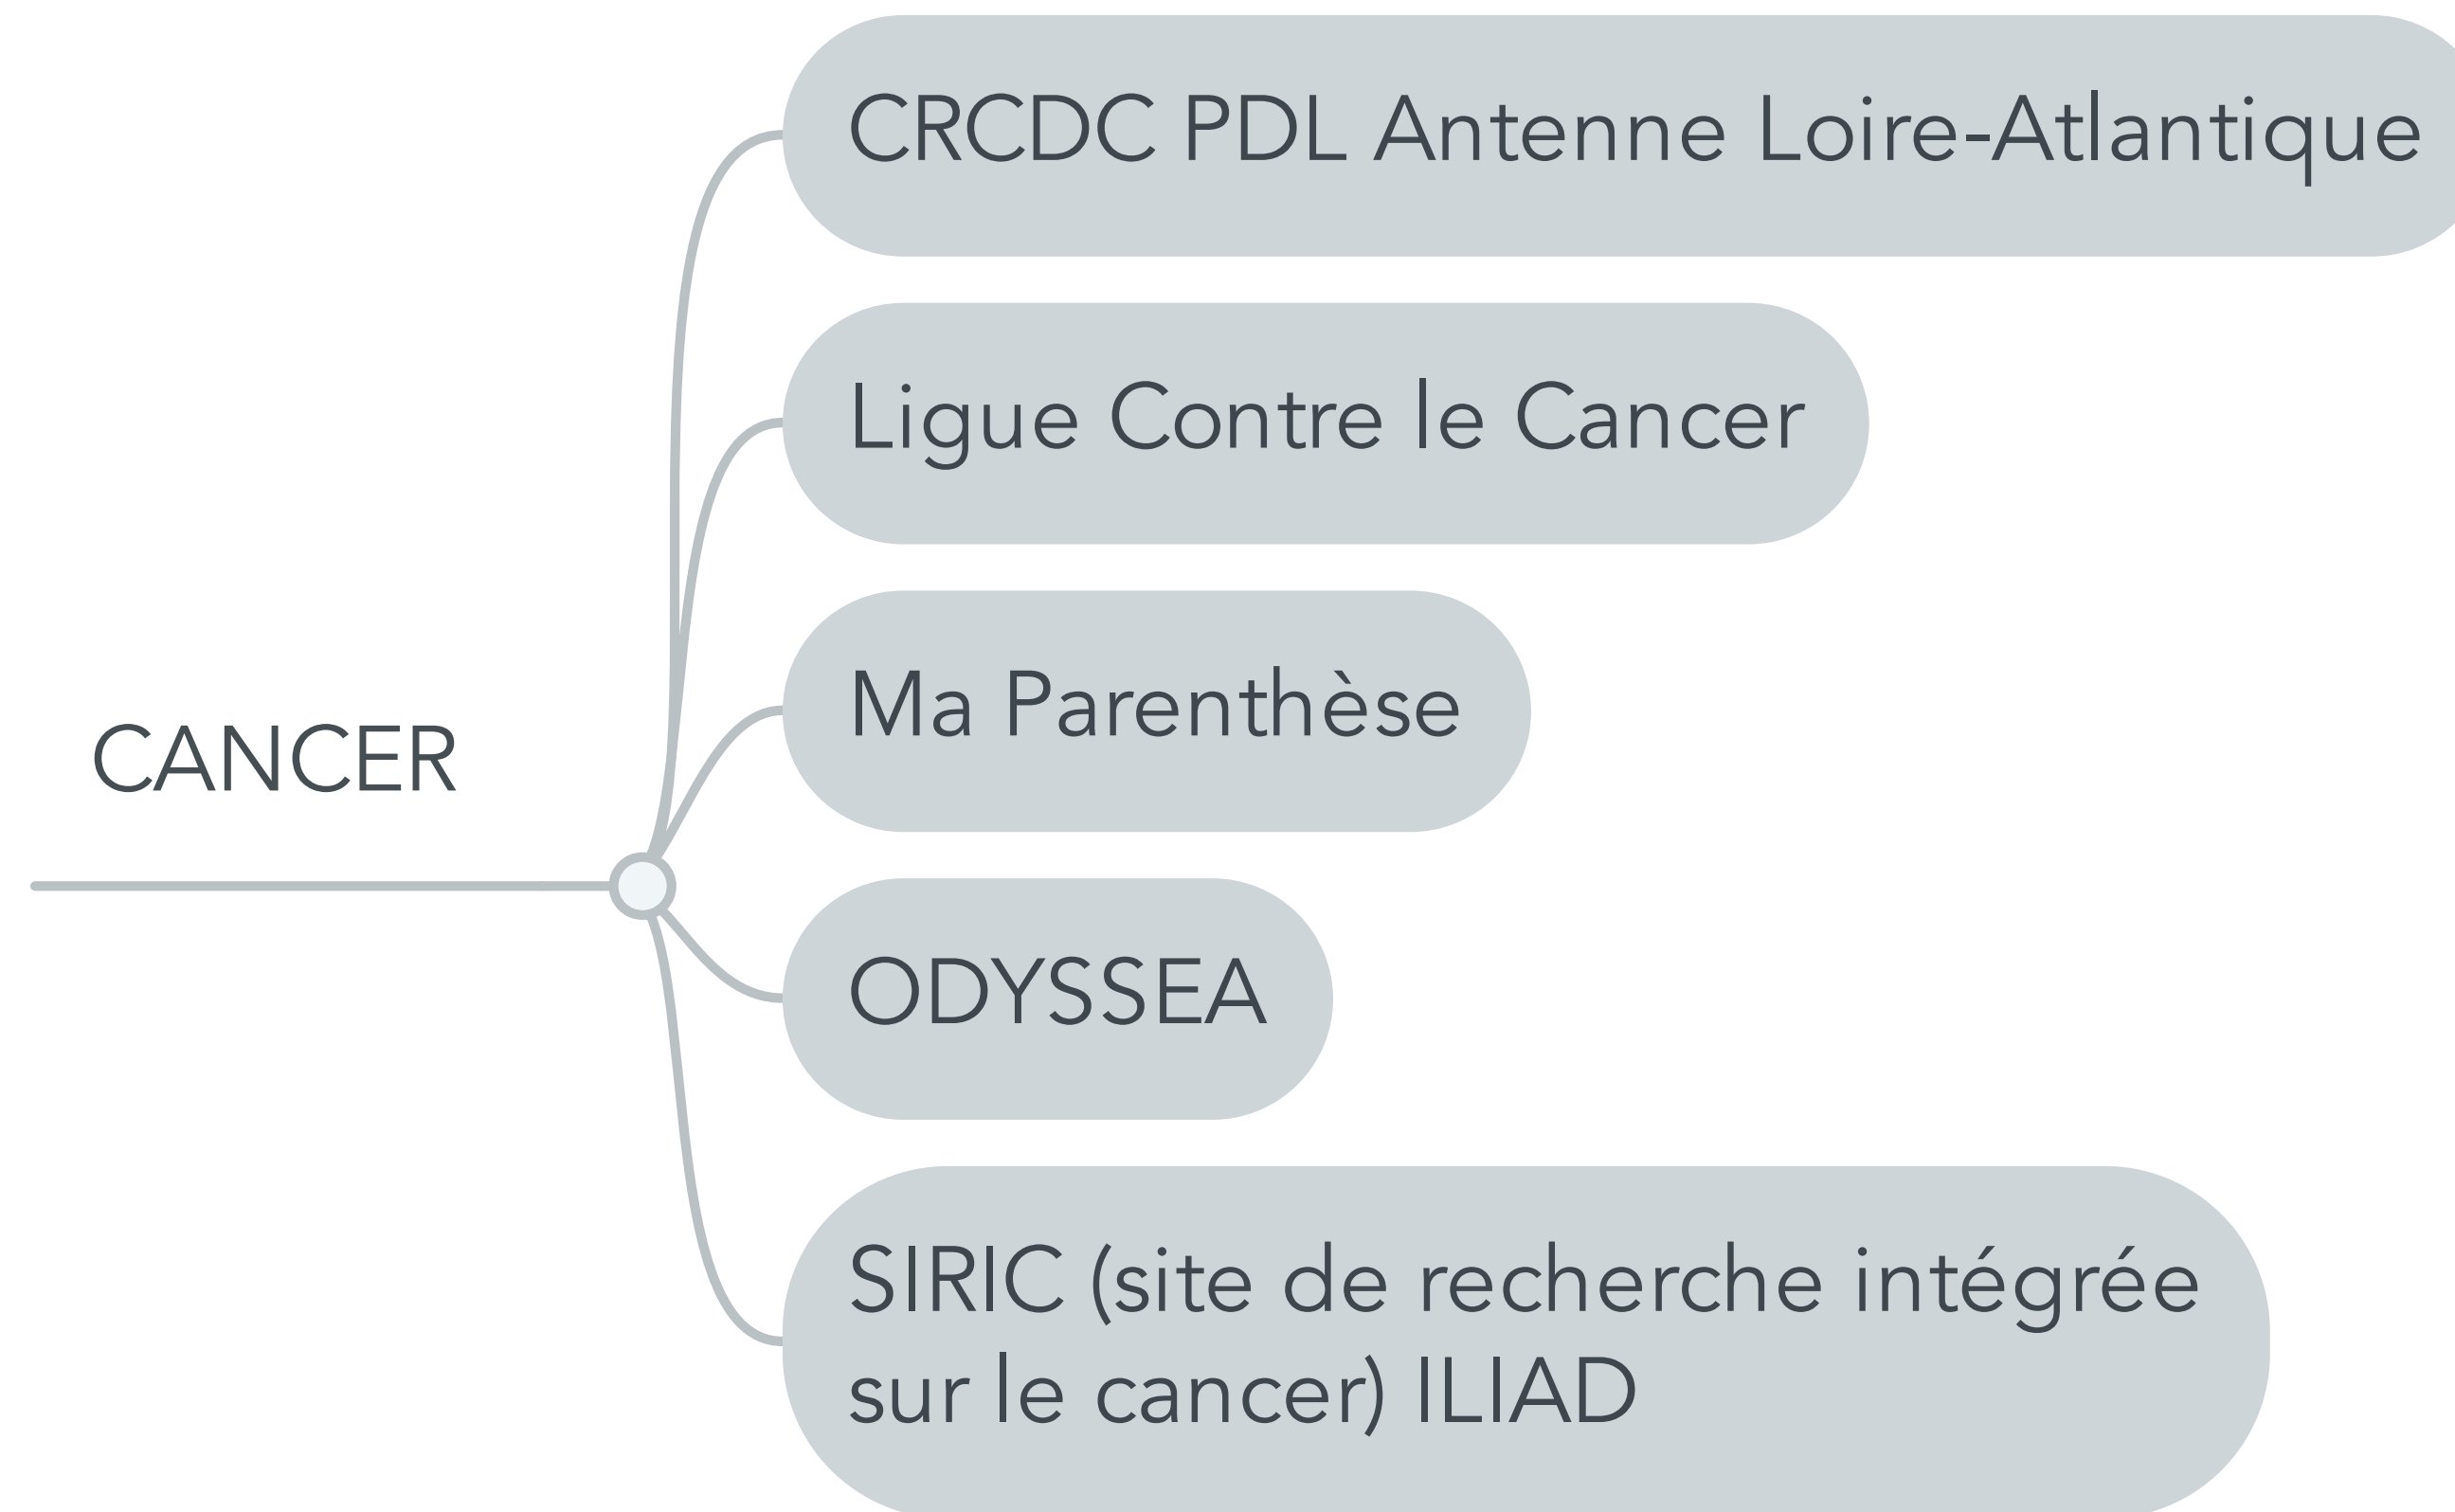 CRCDC PDL Antenne Loire-Atlantique
Ligue Contre le Cancer
Ma Parenthèse
CANCER
ODYSSEA
SIRIC (site de recherche intégrée
sur le cancer) ILIAD